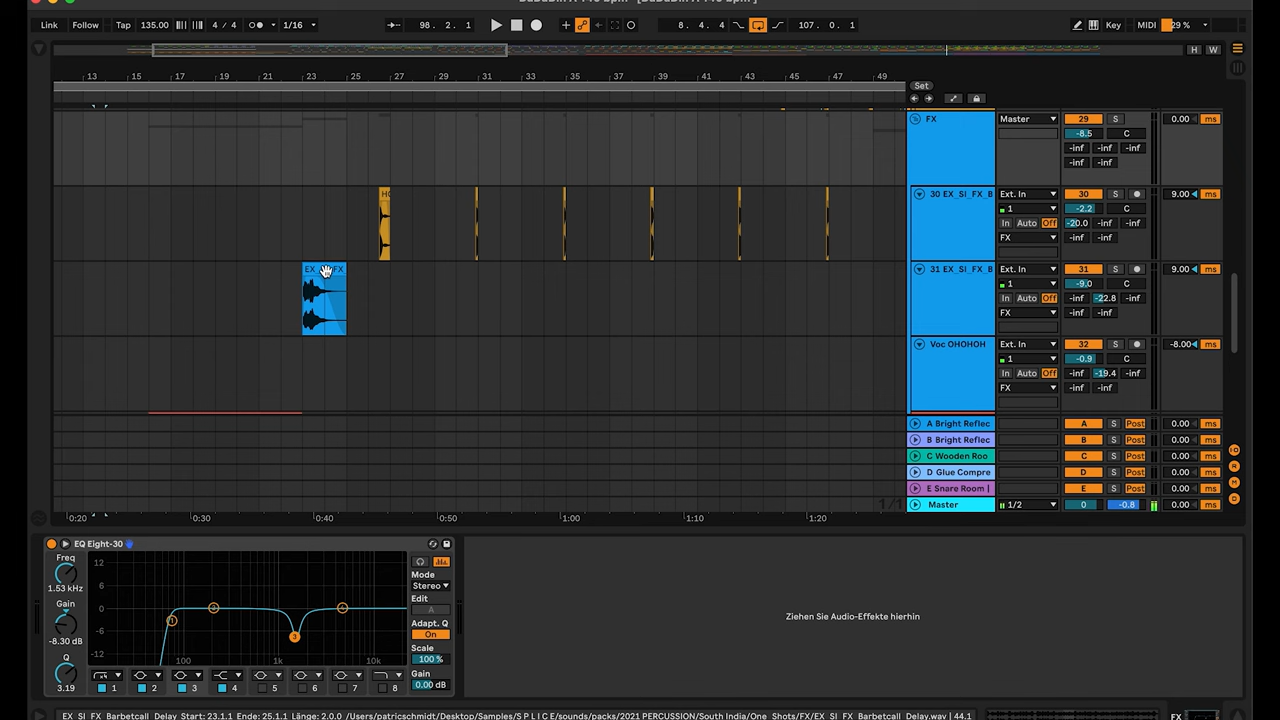 Link Follow Tap 135.00 4 / 4 1/16 98. 2. 1 8. 4. 4 107. 0. 1 Key MIDI 29 %
H W
13 15 17 19 21 23 25 27 29 31 33 35 37 39 41 43 45 47 49
Set
FX Master 29 S 0.00 ms
-8.5 C
-inf -inf -inf
-inf -inf
30 EX_SI_FX_B Ext. In 30 S 9.00 ms
1 -2.2 C
In Auto Off -20.0 -inf -inf
FX -inf -inf
EX FX
31 EX_SI_FX_B Ext. In 31 S 9.00 ms
1 -9.0 C
In Auto Off -inf -22.8 -inf
FX -inf -inf
Voc OHOHOH Ext. In 32 S -8.00 ms
1 -0.9 C
In Auto Off -inf -19.4 -inf
FX -inf -inf
A Bright Reflec A S Post 0.00 ms
B Bright Reflec B S Post 0.00 ms
C Wooden Roo C S Post 0.00 ms
D Glue Compre D S Post 0.00 ms
E Snare Room | E S Post 0.00 ms
1/1 Master 1/2 0 -0.8 0.00 ms
0:20 0:30 0:40 0:50 1:00 1:10 1:20
EQ Eight-30
Freq
1.53 kHz
Gain
-8.30 dB
Q
3.19
12
6
0
-6
-12
100 1k 10k
1 2 3 4 5 6 7 8
Mode
Stereo
Edit
A
Adapt. Q
On
Scale
100 %
Gain
0.00 dB
Ziehen Sie Audio-Effekte hierhin
EX_SI_FX_Barbetcall_Delay Start: 23.1.1 Ende: 25.1.1 Länge: 2.0.0 /Users/patricschmidt/Desktop/Samples/S P L I C E/sounds/packs/2021 PERCUSSION/South India/One_Shots/FX/EX_SI_FX_Barbetcall_Delay.wav | 44.1 FX